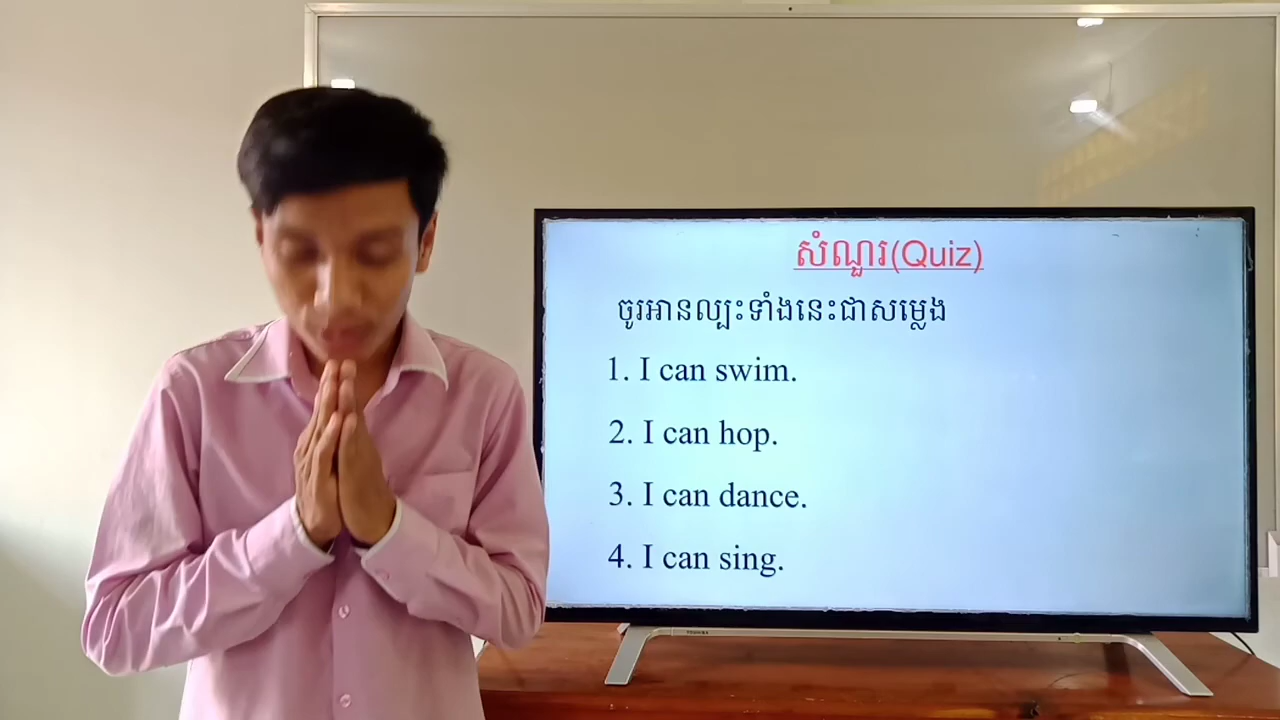 សំណួរ(Quiz)
ចូរអានល្បះទាំងនេះជាសម្លេង
1. I can swim.
2. I can hop.
3. I can dance.
4. I can sing.
TOSHIBA